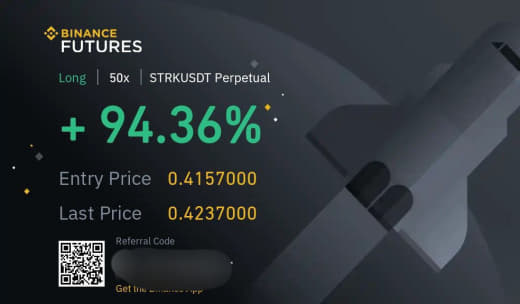 BINANCE
FUTURES
Long | 50x | STRKUSDT Perpetual
+ 94.36%
Entry Price 0.4157000
Last Price 0.4237000
Referral Code
Get the Binance App